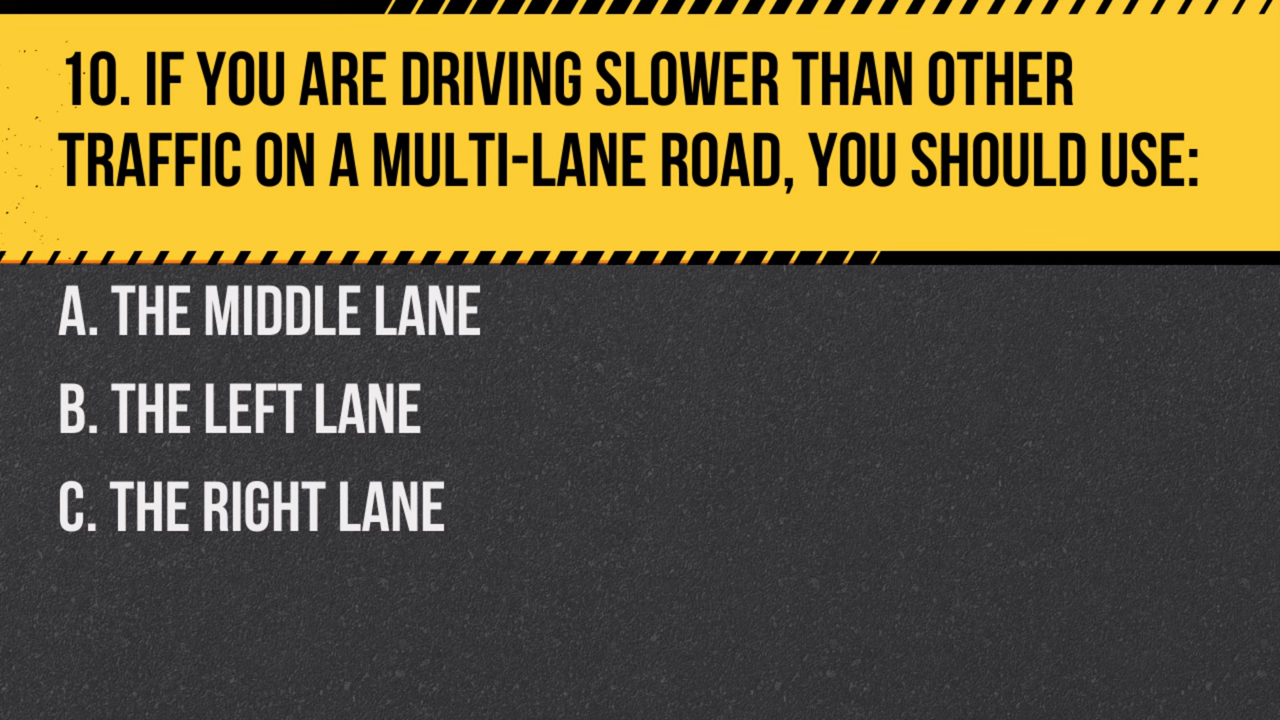 10. IF YOU ARE DRIVING SLOWER THAN OTHER
TRAFFIC ON A MULTI-LANE ROAD, YOU SHOULD USE:
A. THE MIDDLE LANE
B. THE LEFT LANE
C. THE RIGHT LANE